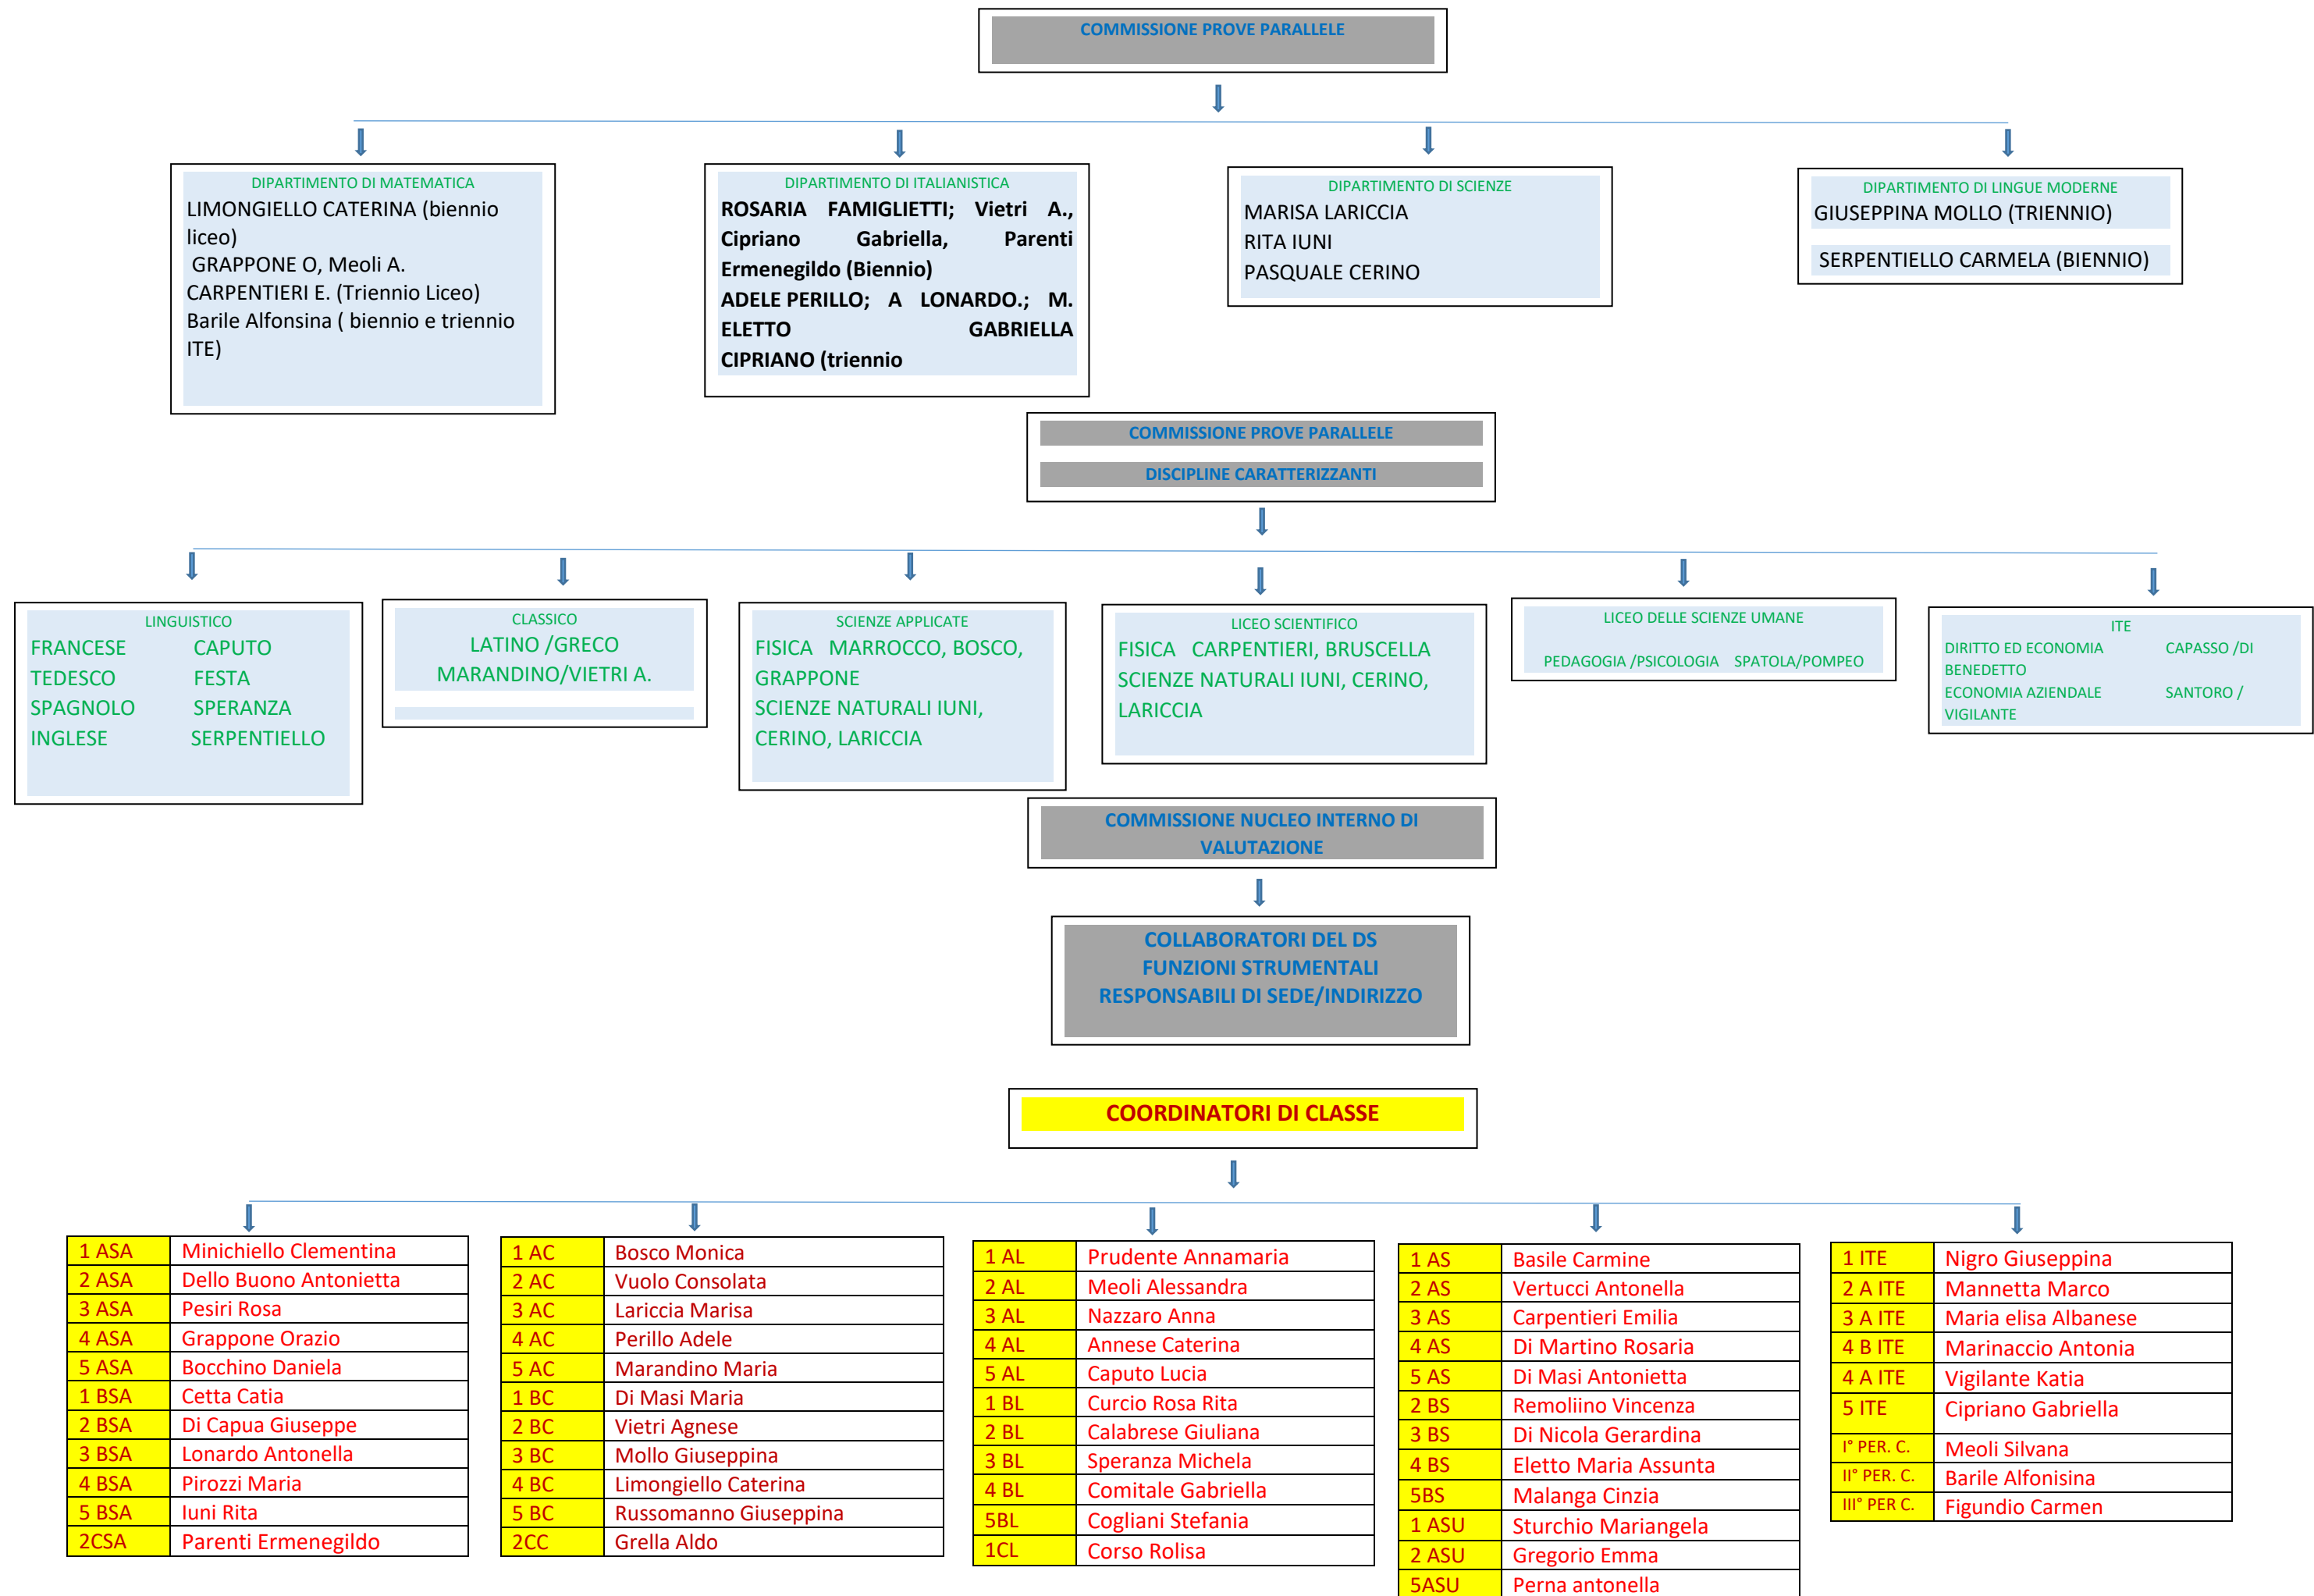 COMMISSIONE PROVE PARALLELE
DIPARTIMENTO DI MATEMATICA
LIMONGIELLO CATERINA (biennio
liceo)
GRAPPONE O, Meoli A.
CARPENTIERI E. (Triennio Liceo)
Barile Alfonsina ( biennio e triennio
ITE)
DIPARTIMENTO DI ITALIANISTICA
ROSARIA FAMIGLIETTI; Vietri A.,
Cipriano Gabriella, Parenti
Ermenegildo (Biennio)
ADELE PERILLO; A LONARDO.; M.
ELETTO GABRIELLA
CIPRIANO (triennio
DIPARTIMENTO DI SCIENZE
MARISA LARICCIA
RITA IUNI
PASQUALE CERINO
DIPARTIMENTO DI LINGUE MODERNE
GIUSEPPINA MOLLO (TRIENNIO)
SERPENTIELLO CARMELA (BIENNIO)
COMMISSIONE PROVE PARALLELE
DISCIPLINE CARATTERIZZANTI
LINGUISTICO
FRANCESE CAPUTO
TEDESCO FESTA
SPAGNOLO SPERANZA
INGLESE SERPENTIELLO
CLASSICO
LATINO /GRECO
MARANDINO/VIETRI A.
SCIENZE APPLICATE
FISICA MARROCCO, BOSCO,
GRAPPONE
SCIENZE NATURALI IUNI,
CERINO, LARICCIA
LICEO SCIENTIFICO
FISICA CARPENTIERI, BRUSCELLA
SCIENZE NATURALI IUNI, CERINO,
LARICCIA
LICEO DELLE SCIENZE UMANE
PEDAGOGIA /PSICOLOGIA SPATOLA/POMPEO
ITE
DIRITTO ED ECONOMIA CAPASSO /DI
BENEDETTO
ECONOMIA AZIENDALE SANTORO /
VIGILANTE
COMMISSIONE NUCLEO INTERNO DI
VALUTAZIONE
COLLABORATORI DEL DS
FUNZIONI STRUMENTALI
RESPONSABILI DI SEDE/INDIRIZZO
COORDINATORI DI CLASSE
1 ASA Minichiello Clementina
2 ASA Dello Buono Antonietta
3 ASA Pesiri Rosa
4 ASA Grappone Orazio
5 ASA Bocchino Daniela
1 BSA Cetta Catia
2 BSA Di Capua Giuseppe
3 BSA Lonardo Antonella
4 BSA Pirozzi Maria
5 BSA Iuni Rita
2CSA Parenti Ermenegildo
1 AC Bosco Monica
2 AC Vuolo Consolata
3 AC Lariccia Marisa
4 AC Perillo Adele
5 AC Marandino Maria
1 BC Di Masi Maria
2 BC Vietri Agnese
3 BC Mollo Giuseppina
4 BC Limongiello Caterina
5 BC Russomanno Giuseppina
2CC Grella Aldo
1 AL Prudente Annamaria
2 AL Meoli Alessandra
3 AL Nazzaro Anna
4 AL Annese Caterina
5 AL Caputo Lucia
1 BL Curcio Rosa Rita
2 BL Calabrese Giuliana
3 BL Speranza Michela
4 BL Comitale Gabriella
5BL Cogliani Stefania
1CL Corso Rolisa
1 AS Basile Carmine
2 AS Vertucci Antonella
3 AS Carpentieri Emilia
4 AS Di Martino Rosaria
5 AS Di Masi Antonietta
2 BS Remoliino Vincenza
3 BS Di Nicola Gerardina
4 BS Eletto Maria Assunta
5BS Malanga Cinzia
1 ASU Sturchio Mariangela
2 ASU Gregorio Emma
5ASU Perna antonella
1 ITE Nigro Giuseppina
2 A ITE Mannetta Marco
3 A ITE Maria elisa Albanese
4 B ITE Marinaccio Antonia
4 A ITE Vigilante Katia
5 ITE Cipriano Gabriella
I° PER. C. Meoli Silvana
II° PER. C. Barile Alfonisina
III° PER C. Figundio Carmen